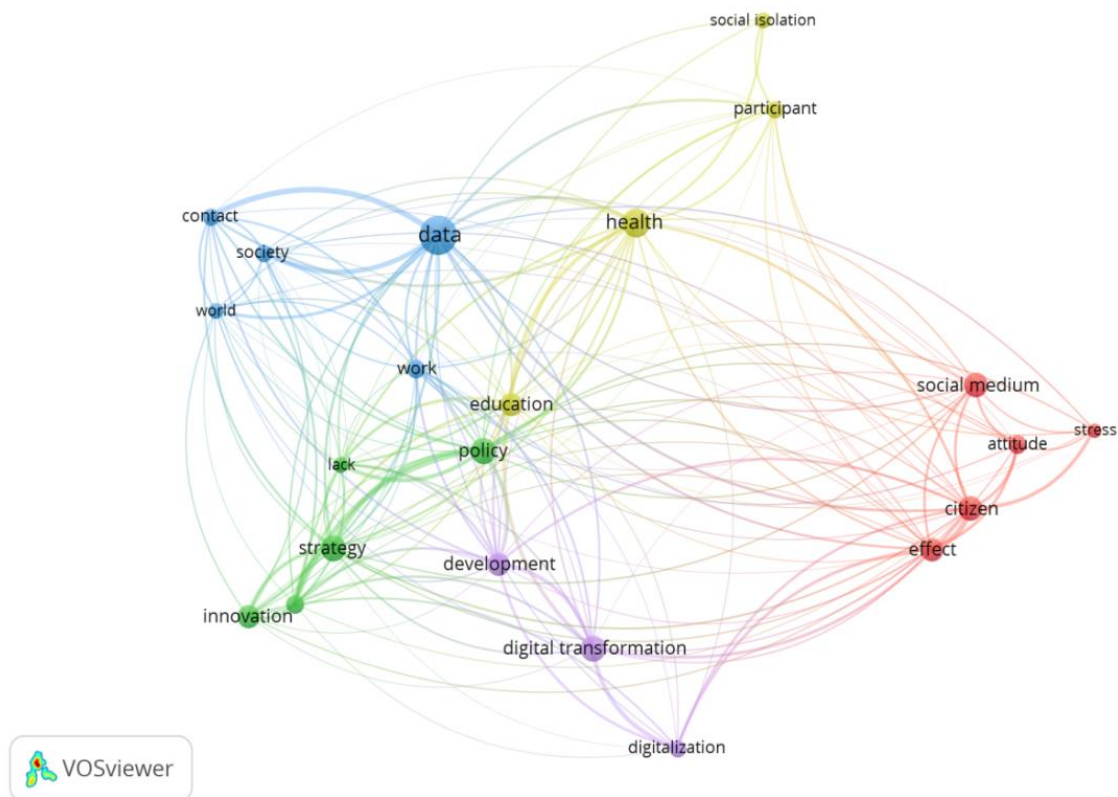 social isolation
participant
contact
data
health
society
world
work
social medium
education
attitude
stress
policy
lack
citizen
strategy
effect
development
innovation
digital transformation
digitalization
VOSviewer